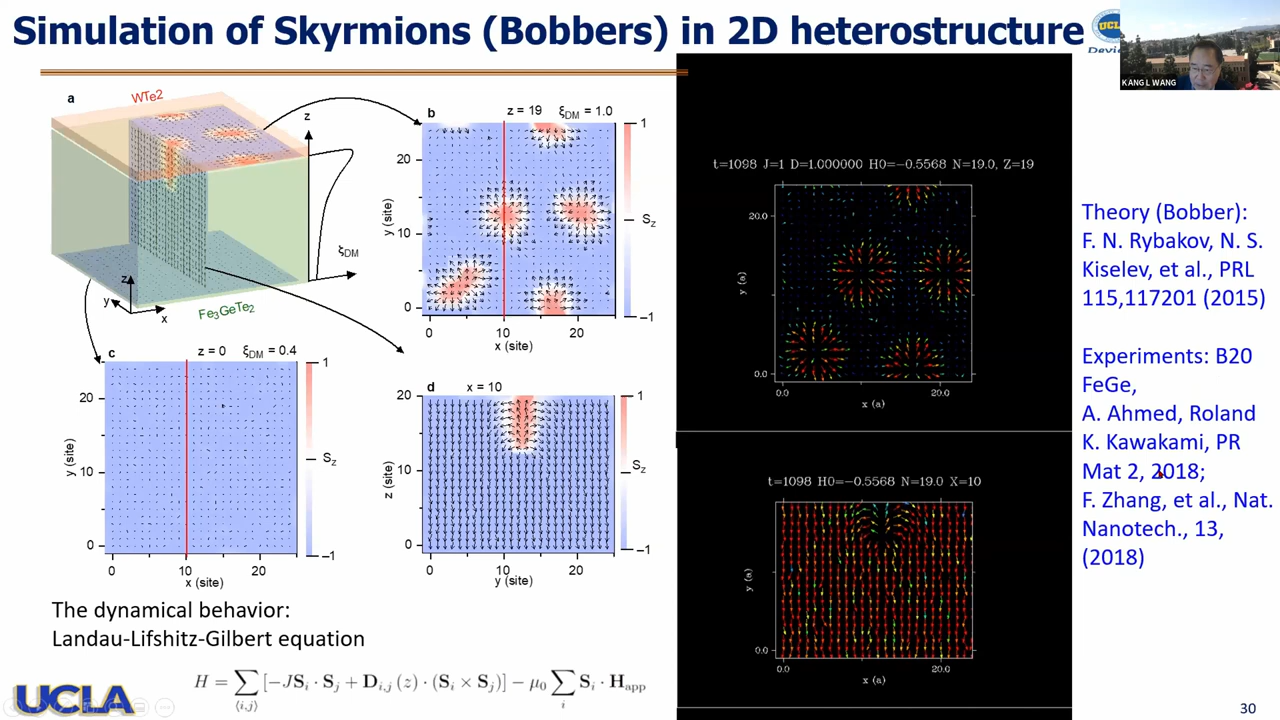 Simulation of Skyrmions (Bobbers) in 2D heterostructure
UCLA
KANG L WANG
a
WTe2
z
ξDM
z
y
x
Fe3GeTe2
b
z = 19
ξDM = 1.0
1
Sz
−1
20
10
0
y (site)
0
10
20
x (site)
c
z = 0
ξDM = 0.4
1
Sz
−1
20
10
0
y (site)
0
10
20
x (site)
d
x = 10
1
Sz
−1
20
10
0
z (site)
0
10
20
y (site)
t=1098 J=1 D=1.000000 H0=−0.5568 N=19.0, Z=19
20.0
y (a)
0.0
0.0
20.0
x (a)
t=1098 H0=−0.5568 N=19.0 X=10
y (a)
0.0
0.0
20.0
x (a)
Theory (Bobber):
F. N. Rybakov, N. S.
Kiselev, et al., PRL
115,117201 (2015)
Experiments: B20
FeGe,
A. Ahmed, Roland
K. Kawakami, PR
Mat 2, 2018;
F. Zhang, et al., Nat.
Nanotech., 13,
(2018)
The dynamical behavior:
Landau-Lifshitz-Gilbert equation
H = ∑⟨i,j⟩ [−JSi · Sj + Di,j (z) · (Si × Sj)] − μ0 ∑i Si · Happ
UCLA
30